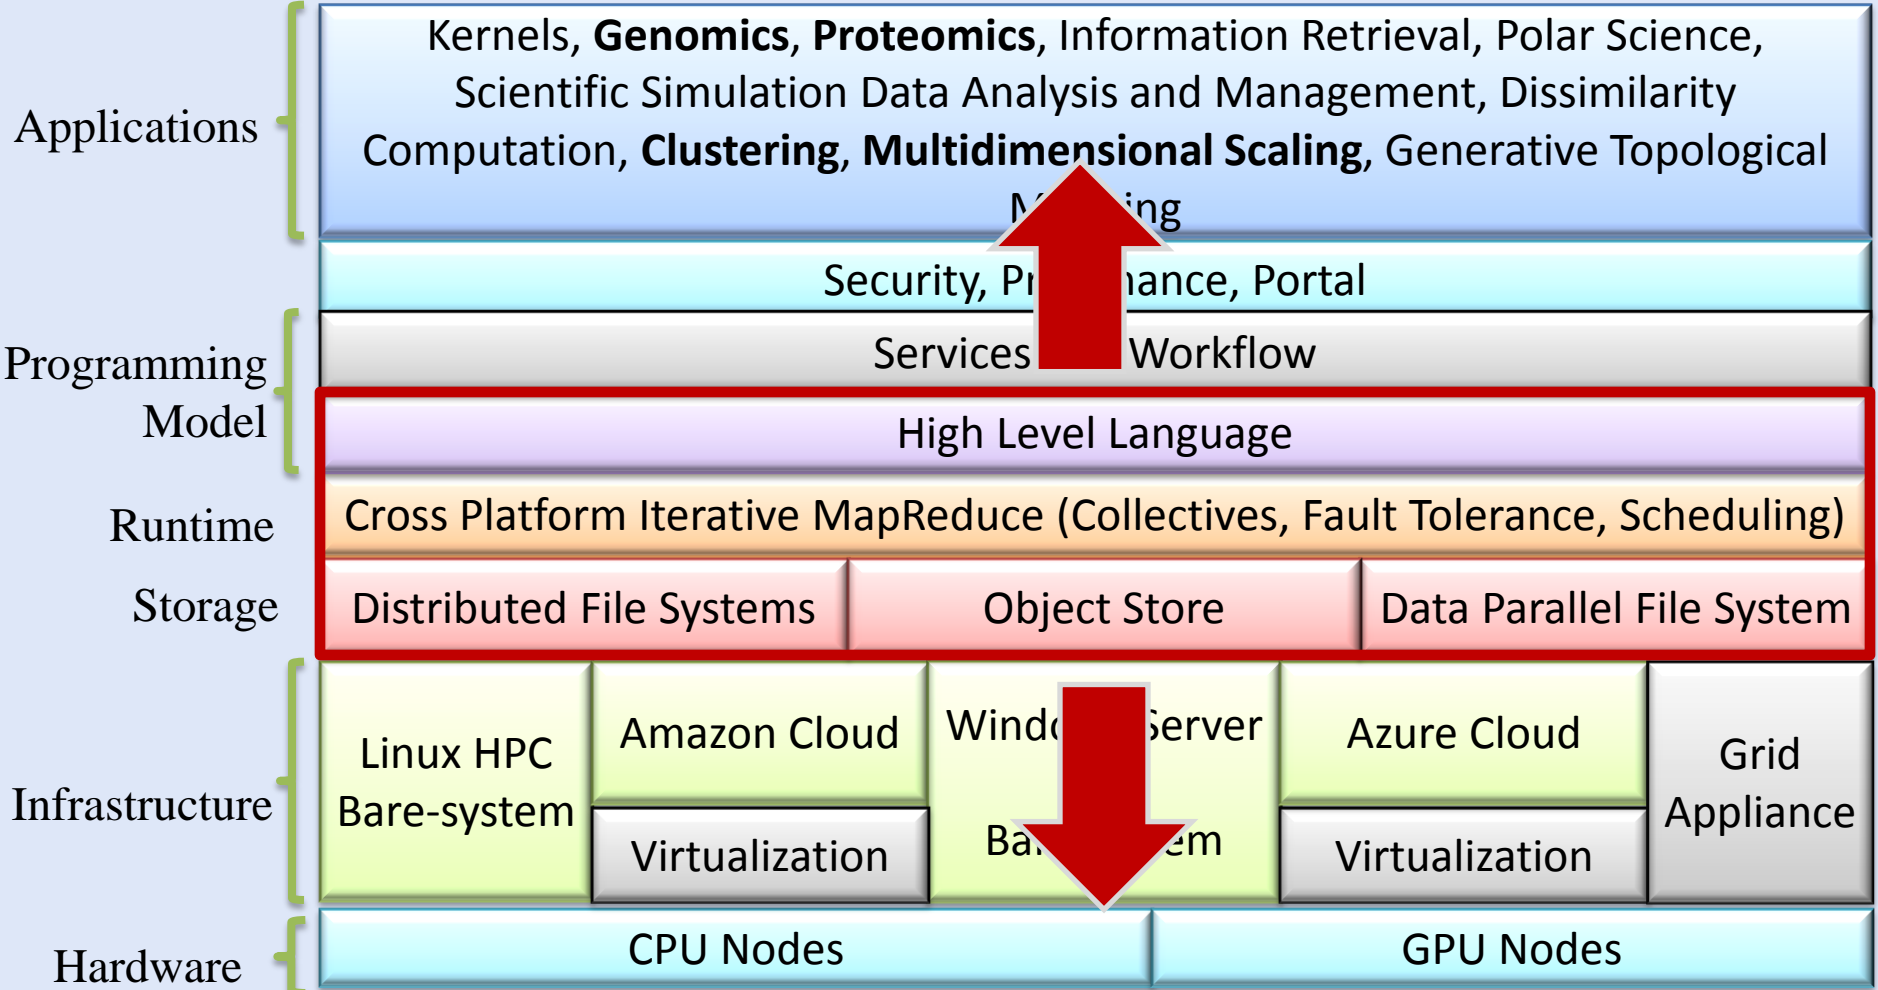 Applications
Kernels, Genomics, Proteomics, Information Retrieval, Polar Science,
Scientific Simulation Data Analysis and Management, Dissimilarity
Computation, Clustering, Multidimensional Scaling, Generative Topological
Security, Portal
Programming
Model
Services Workflow
High Level Language
Runtime
Cross Platform Iterative MapReduce (Collectives, Fault Tolerance, Scheduling)
Storage
Distributed File Systems
Object Store
Data Parallel File System
Infrastructure
Linux HPC
Bare-system
Amazon Cloud
Virtualization
Server
Azure Cloud
Virtualization
Grid
Appliance
Hardware
CPU Nodes
GPU Nodes